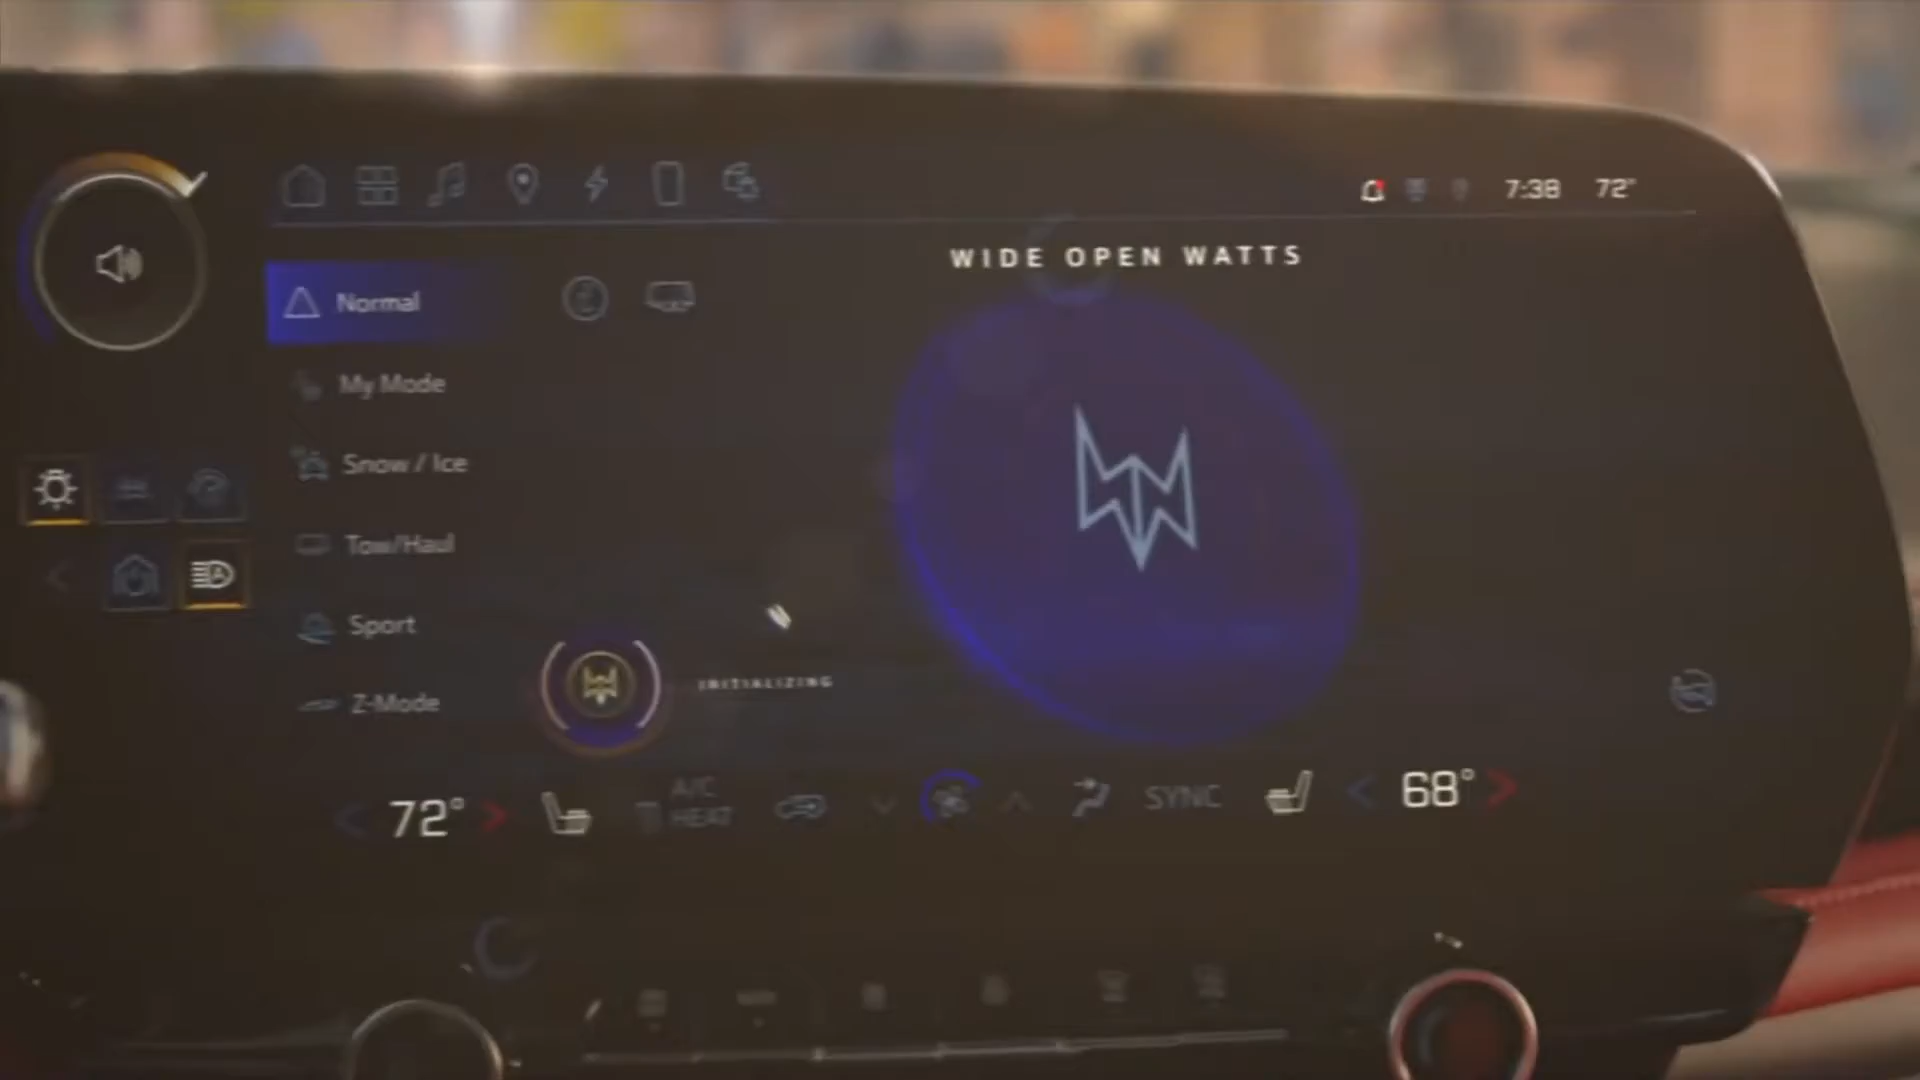 7:38 72°
WIDE OPEN WATTS
Normal
My Mode
Snow / Ice
Tow/Haul
Sport
Z-Mode
INITIALIZING
72°
A/C
HEAT
SYNC
68°